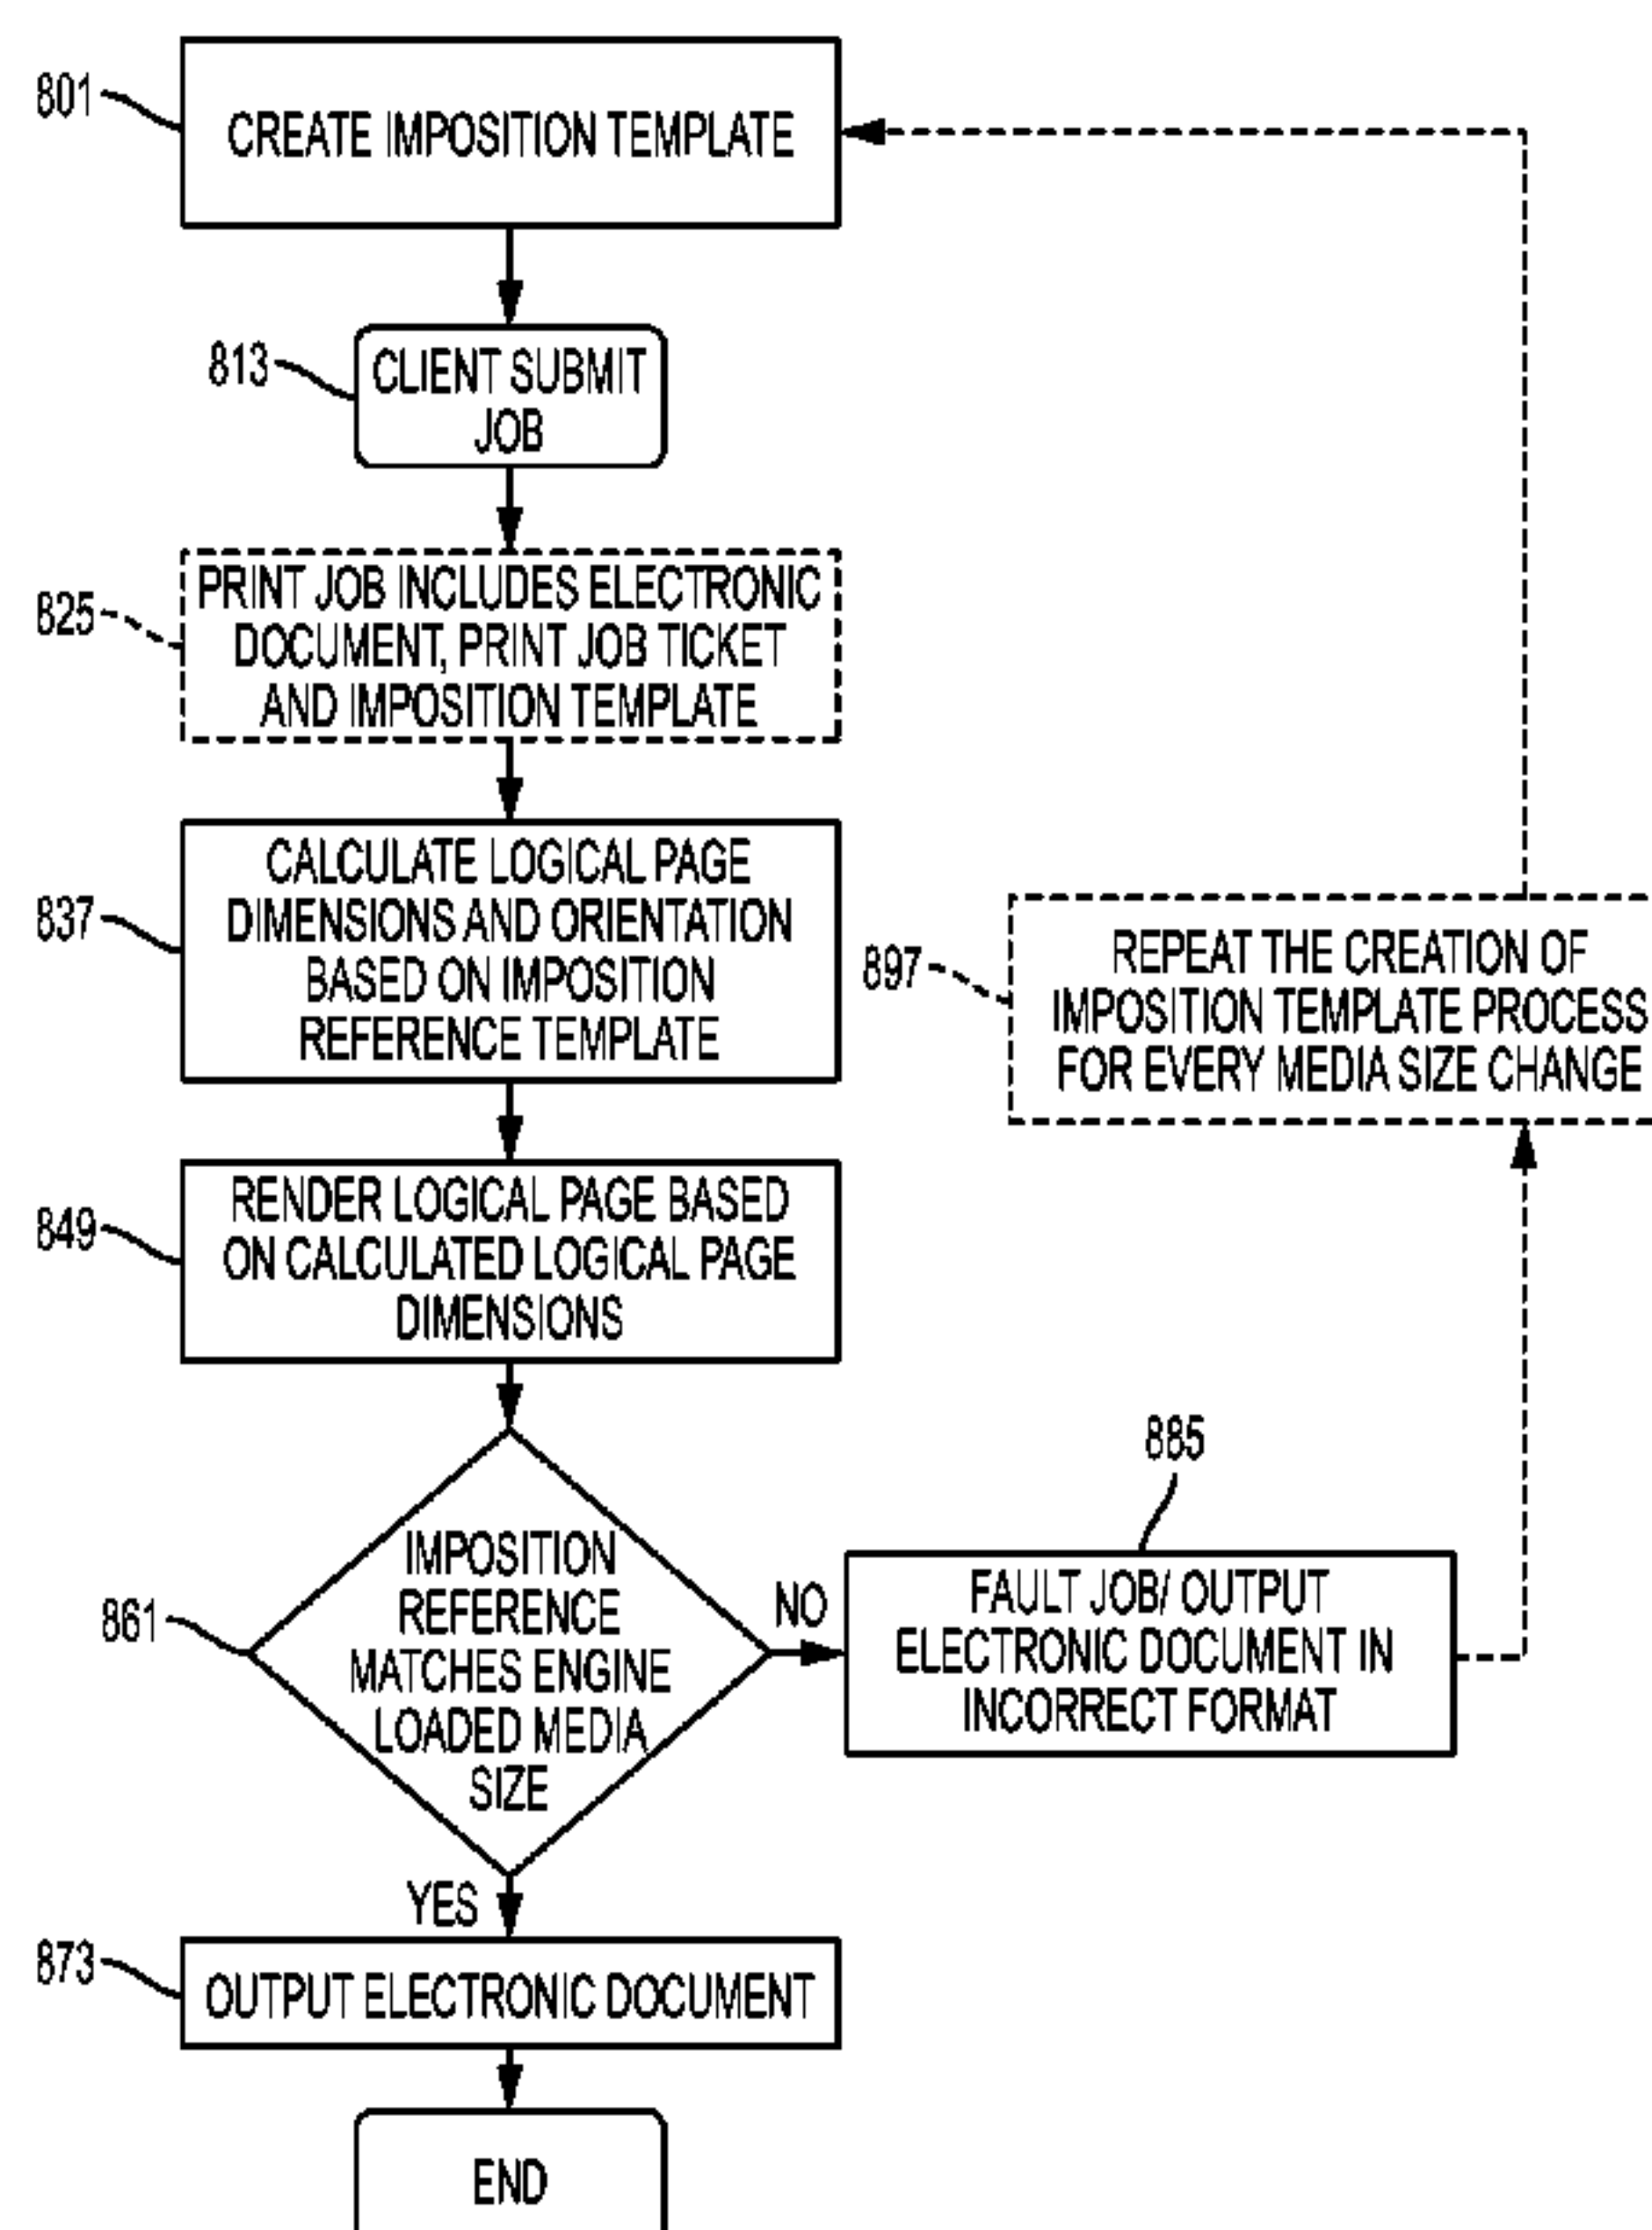 801
CREATE IMPOSITION TEMPLATE
813
CLIENT SUBMIT
JOB
825
PRINT JOB INCLUDES ELECTRONIC
DOCUMENT, PRINT JOB TICKET
AND IMPOSITION TEMPLATE
837
CALCULATE LOGICAL PAGE
DIMENSIONS AND ORIENTATION
BASED ON IMPOSITION
REFERENCE TEMPLATE
897
REPEAT THE CREATION OF
IMPOSITION TEMPLATE PROCESS
FOR EVERY MEDIA SIZE CHANGE
849
RENDER LOGICAL PAGE BASED
ON CALCULATED LOGICAL PAGE
DIMENSIONS
861
IMPOSITION
REFERENCE
MATCHES ENGINE
LOADED MEDIA
SIZE
NO
885
FAULT JOB/ OUTPUT
ELECTRONIC DOCUMENT IN
INCORRECT FORMAT
YES
873
OUTPUT ELECTRONIC DOCUMENT
END